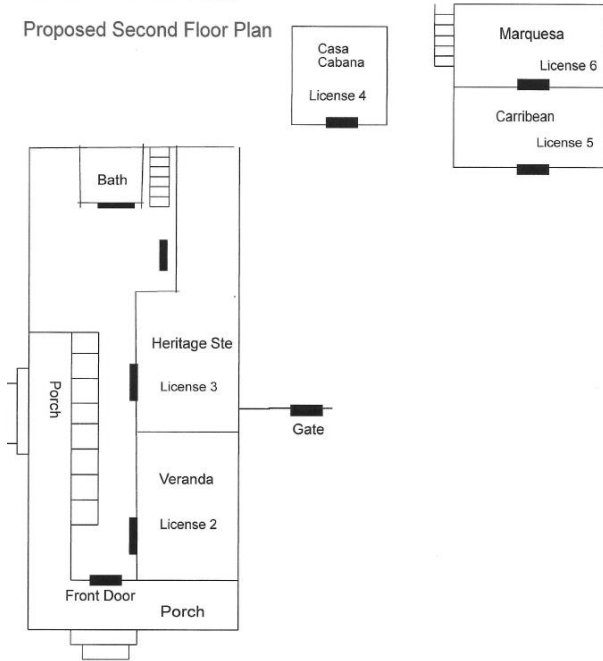 Proposed Second Floor Plan
Casa
Cabana
License 4
Marquesa
License 6
Carribean
License 5
Bath
Heritage Ste
License 3
Porch
Gate
Veranda
License 2
Front Door
Porch